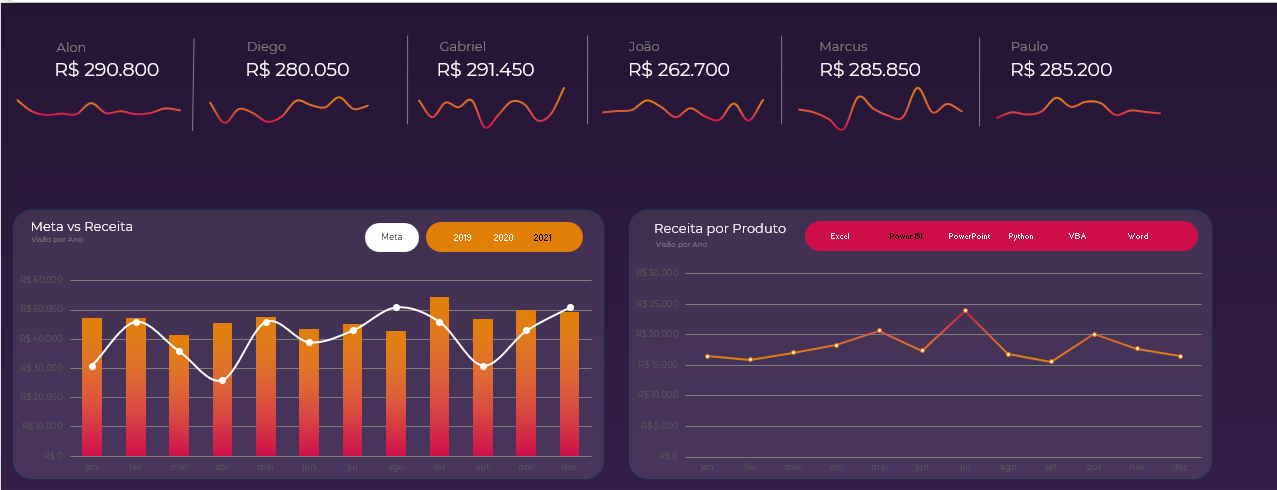 Alon
R$ 290.800
Diego
R$ 280.050
Gabriel
R$ 291.450
João
R$ 262.700
Marcus
R$ 285.850
Paulo
R$ 285.200
Meta vs Receita
Visão por Ano
Meta
2019 2020 2021
R$ 60.000
R$ 50.000
R$ 40.000
R$ 30.000
R$ 20.000
R$ 10.000
R$ 0
jan fev mar abr mai jun jul ago set out nov dez
Receita por Produto
Visão por Ano
Excel Power BI PowerPoint Python VBA Word
R$ 30.000
R$ 25.000
R$ 20.000
R$ 15.000
R$ 10.000
R$ 5.000
R$ 0
jan fev mar abr mai jun jul ago set out nov dez